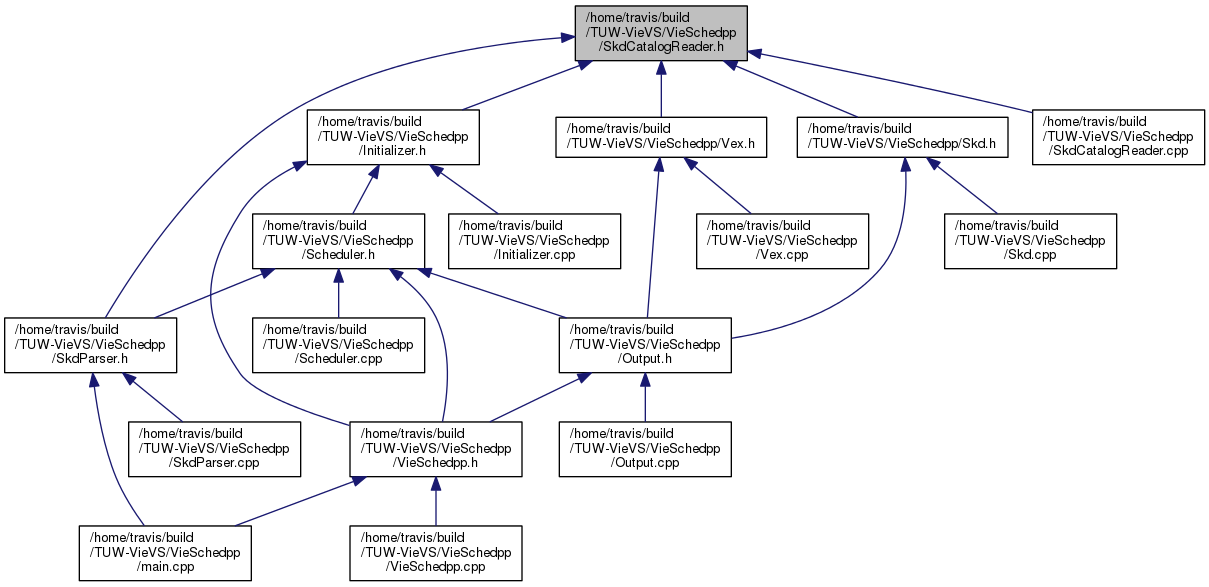 /home/travis/build
/TUW-VieVS/VieSchedpp
/SkdCatalogReader.h
/home/travis/build
/TUW-VieVS/VieSchedpp
/Initializer.h
/home/travis/build
/TUW-VieVS/VieSchedpp/Vex.h
/home/travis/build
/TUW-VieVS/VieSchedpp/Skd.h
/home/travis/build
/TUW-VieVS/VieSchedpp
/SkdCatalogReader.cpp
/home/travis/build
/TUW-VieVS/VieSchedpp
/Scheduler.h
/home/travis/build
/TUW-VieVS/VieSchedpp
/Initializer.cpp
/home/travis/build
/TUW-VieVS/VieSchedpp
/Vex.cpp
/home/travis/build
/TUW-VieVS/VieSchedpp
/Skd.cpp
/home/travis/build
/TUW-VieVS/VieSchedpp
/SkdParser.h
/home/travis/build
/TUW-VieVS/VieSchedpp
/Scheduler.cpp
/home/travis/build
/TUW-VieVS/VieSchedpp
/Output.h
/home/travis/build
/TUW-VieVS/VieSchedpp
/SkdParser.cpp
/home/travis/build
/TUW-VieVS/VieSchedpp
/VieSchedpp.h
/home/travis/build
/TUW-VieVS/VieSchedpp
/Output.cpp
/home/travis/build
/TUW-VieVS/VieSchedpp
/main.cpp
/home/travis/build
/TUW-VieVS/VieSchedpp
/VieSchedpp.cpp